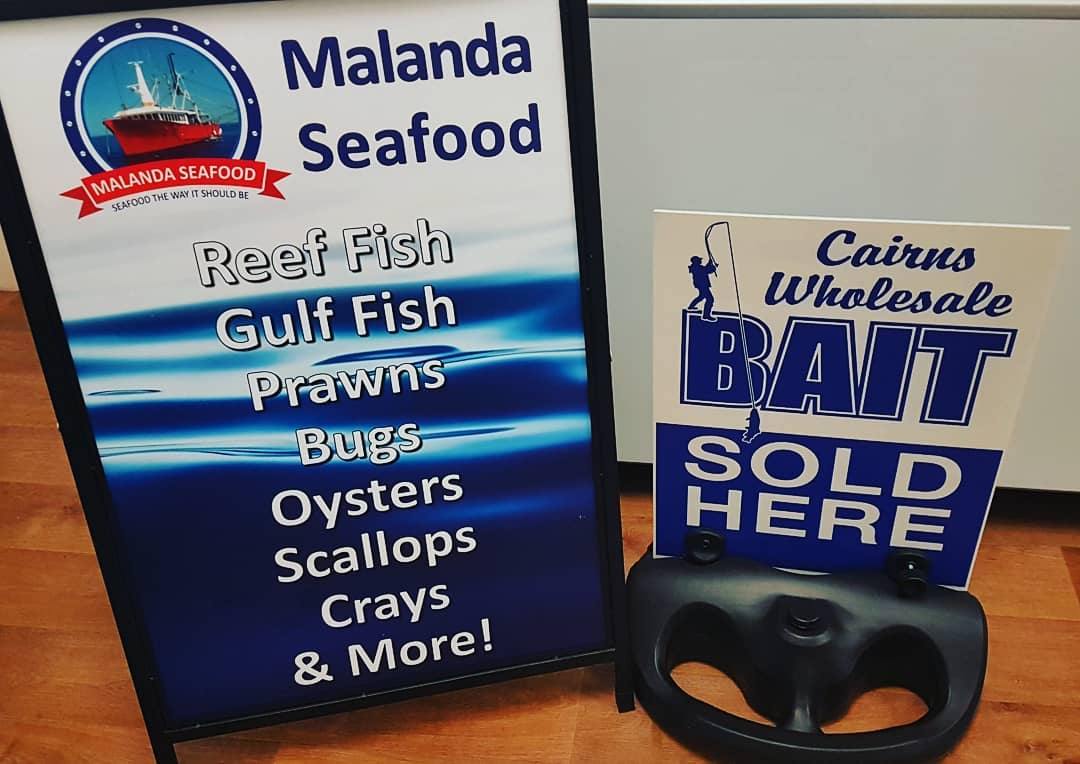 Malanda
Seafood
MALANDA SEAFOOD
SEAFOOD THE WAY IT SHOULD BE
Reef Fish
Gulf Fish
Prawns
Bugs
Oysters
Scallops
Crays
& More!
Cairns
Wholesale
BAIT
SOLD
HERE